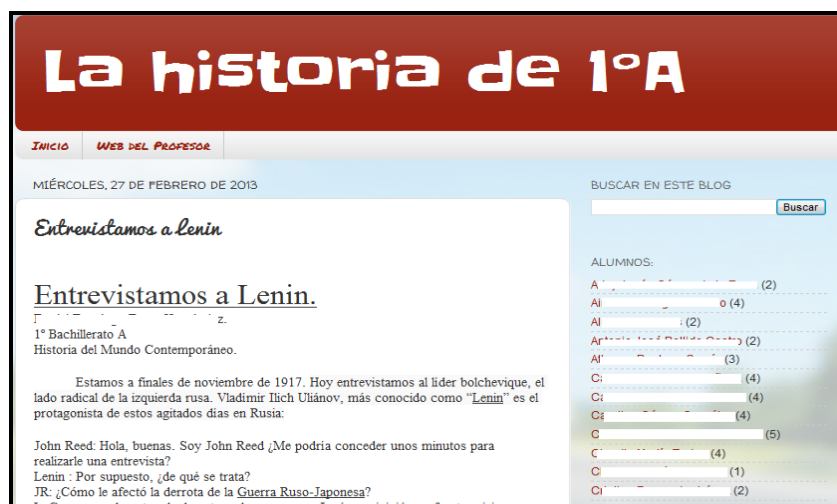 La historia de 1ºA
Inicio
Web del Profesor
MIÉRCOLES, 27 DE FEBRERO DE 2013
Entrevistamos a Lenin
Entrevistamos a Lenin.
1º Bachillerato A
Historia del Mundo Contemporáneo.
Estamos a finales de noviembre de 1917. Hoy entrevistamos al líder bolchevique, el
lado radical de la izquierda rusa. Vladimir Ilich Uliánov, más conocido como “Lenin” es el
protagonista de estos agitados días en Rusia:
John Reed: Hola, buenas. Soy John Reed ¿Me podría conceder unos minutos para
realizarle una entrevista?
Lenin : Por supuesto, ¿de qué se trata?
JR: ¿Cómo le afectó la derrota de la Guerra Ruso-Japonesa?
BUSCAR EN ESTE BLOG
Buscar
ALUMNOS:
(2)
(4)
(2)
(2)
(3)
(4)
(4)
(4)
(5)
(4)
(1)
(2)